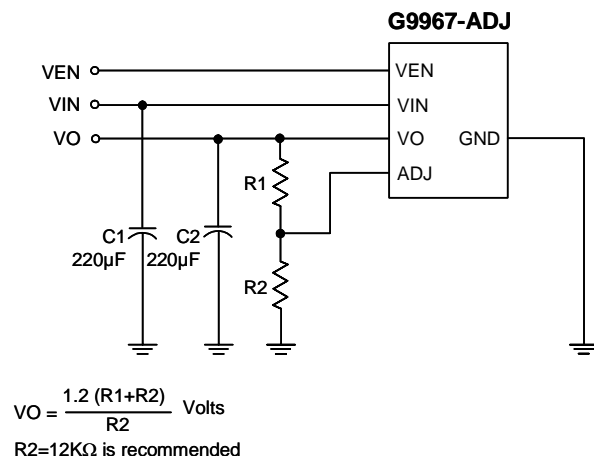 G9967-ADJ
VEN
VEN
VIN
VIN
VO
VO
GND
ADJ
R1
C1
220µF
C2
220µF
R2
VO = 1.2 (R1+R2) / R2 Volts
R2=12KΩ is recommended